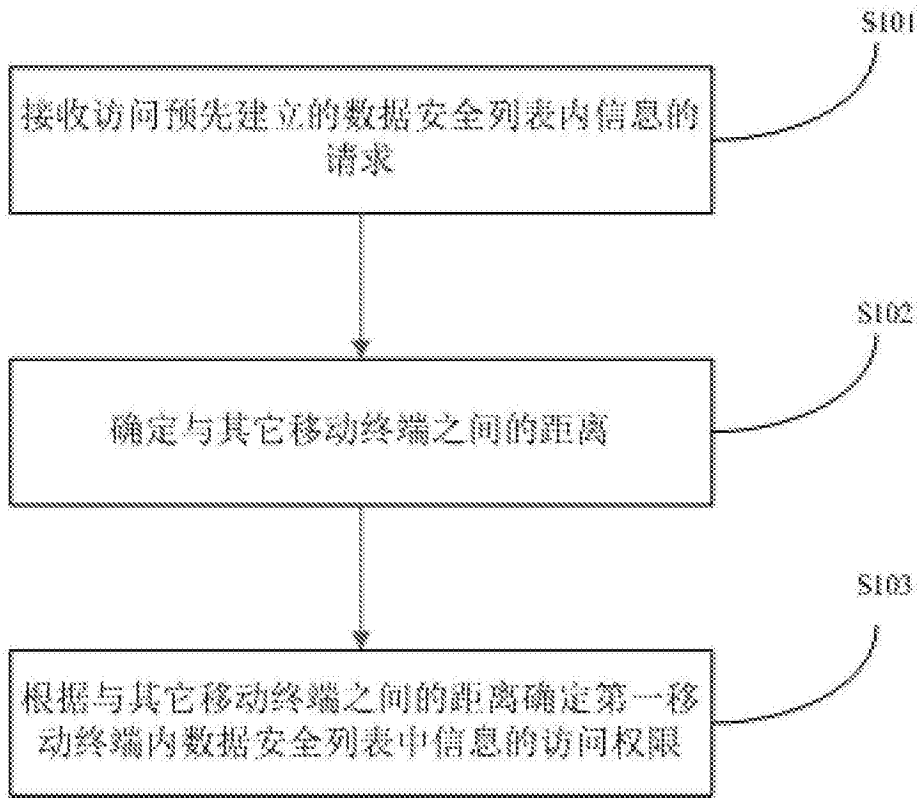 S101
接收访问预先建立的数据安全列表内信息的
请求
S102
确定与其它移动终端之间的距离
S103
根据与其它移动终端之间的距离确定第一移
动终端内数据安全列表中信息的访问权限